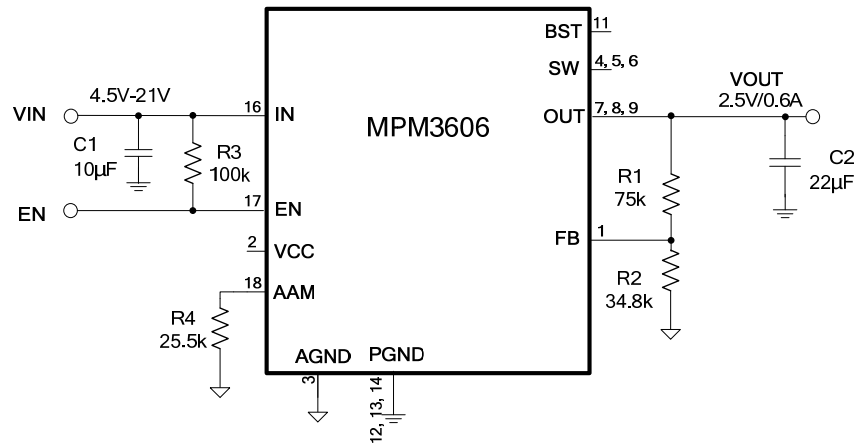 BST 11
SW 4, 5, 6
VIN 4.5V-21V 16 IN
MPM3606
OUT 7, 8, 9
VOUT
2.5V/0.6A
C1
10μF
R3
100k
R1
75k
C2
22μF
EN 17 EN
2 VCC
FB 1
18 AAM
R2
34.8k
R4
25.5k
AGND PGND
3
12, 13, 14